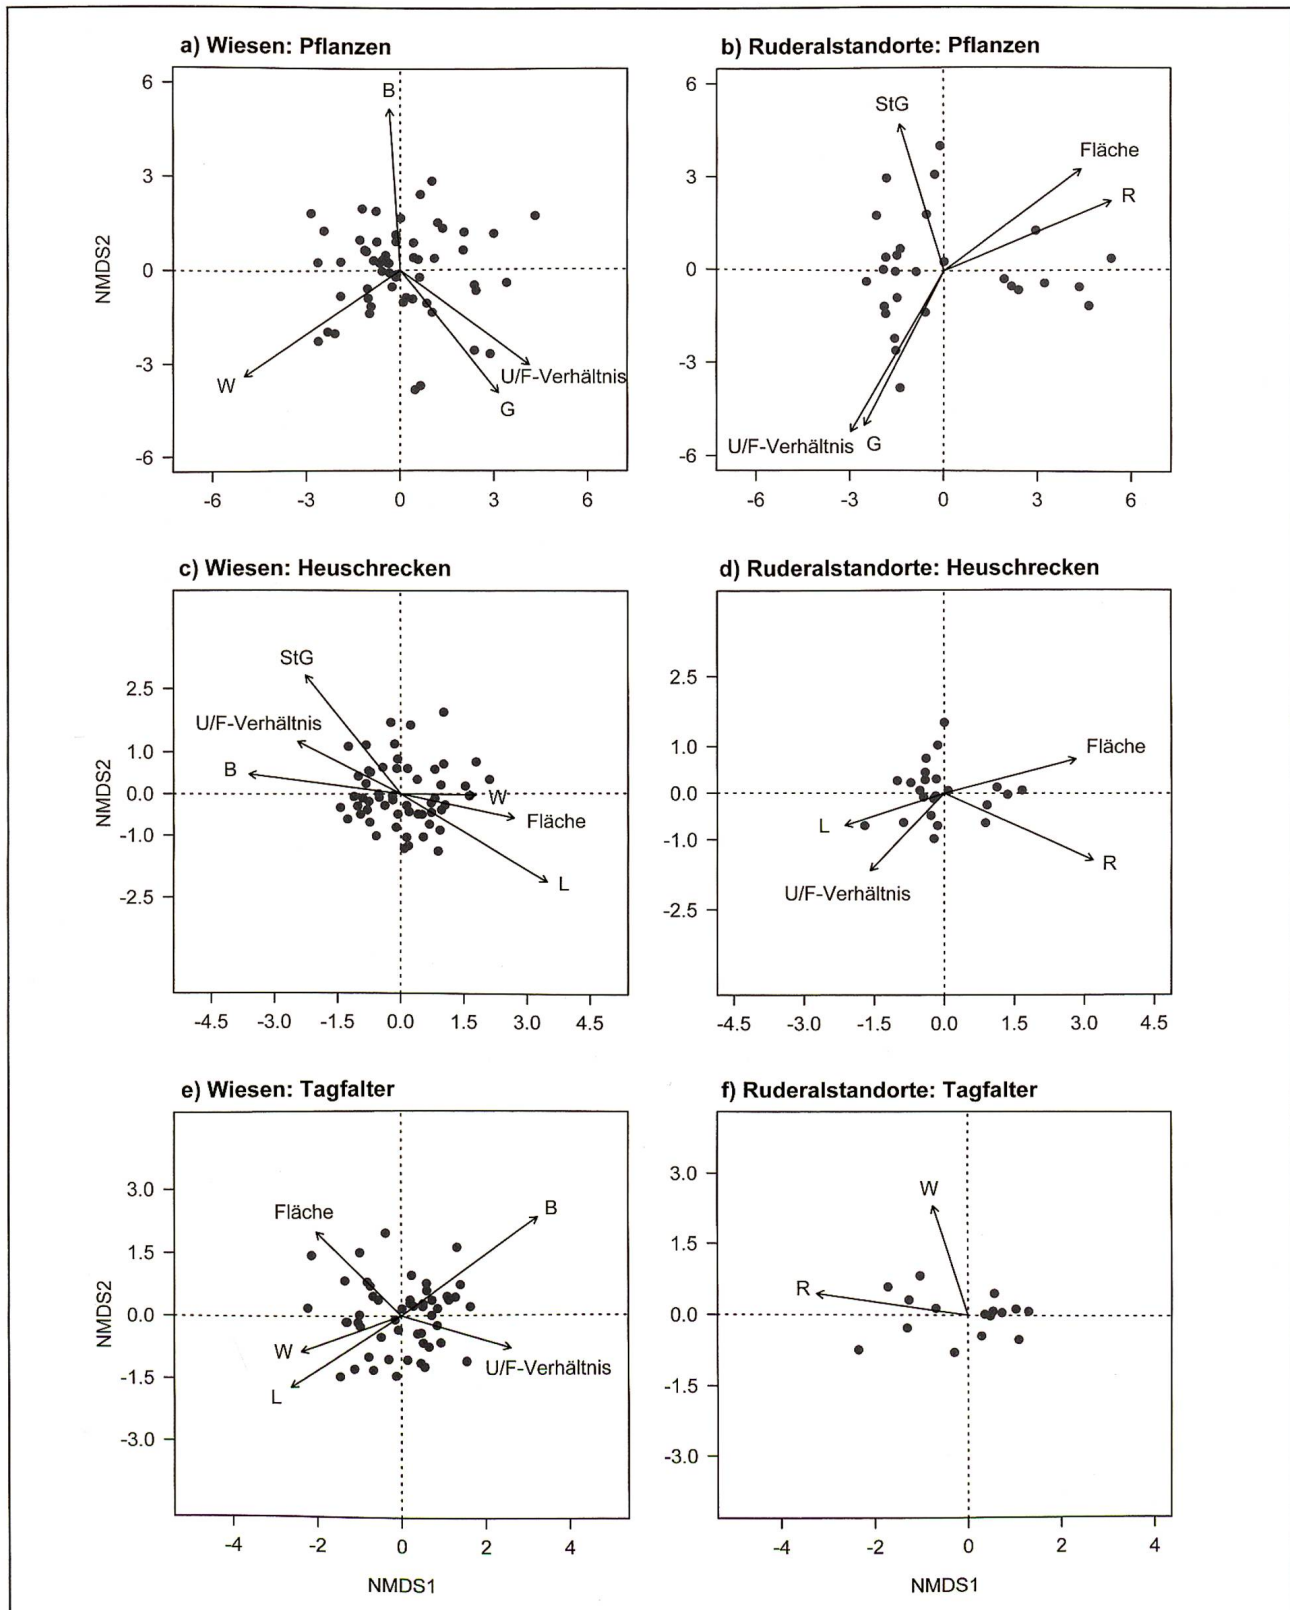 a) Wiesen: Pflanzen
6
3
0
-3
-6
NMDS2
B
W
U/F-Verhältnis
G
-6 -3 0 3 6
b) Ruderalstandorte: Pflanzen
6
3
0
-3
-6
StG
Fläche
R
U/F-Verhältnis G
-6 -3 0 3 6
c) Wiesen: Heuschrecken
2.5
1.0
0.0
-1.0
-2.5
NMDS2
StG
U/F-Verhältnis
B
W
Fläche
L
-4.5 -3.0 -1.5 0.0 1.5 3.0 4.5
d) Ruderalstandorte: Heuschrecken
2.5
1.0
0.0
-1.0
-2.5
Fläche
L
R
U/F-Verhältnis
-4.5 -3.0 -1.5 0.0 1.5 3.0 4.5
e) Wiesen: Tagfalter
3.0
1.5
0.0
-1.5
-3.0
NMDS2
Fläche
B
W
U/F-Verhältnis
L
-4 -2 0 2 4
NMDS1
f) Ruderalstandorte: Tagfalter
3.0
1.5
0.0
-1.5
-3.0
W
R
-4 -2 0 2 4
NMDS1